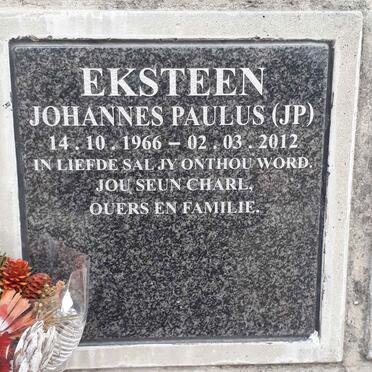 EKSTEEN
JOHANNES PAULUS (JP)
14 . 10 . 1966 – 02 . 03 . 2012
IN LIEFDE SAL JY ONTHOU WORD.
JOU SEUN CHARL,
OUERS EN FAMILIE.